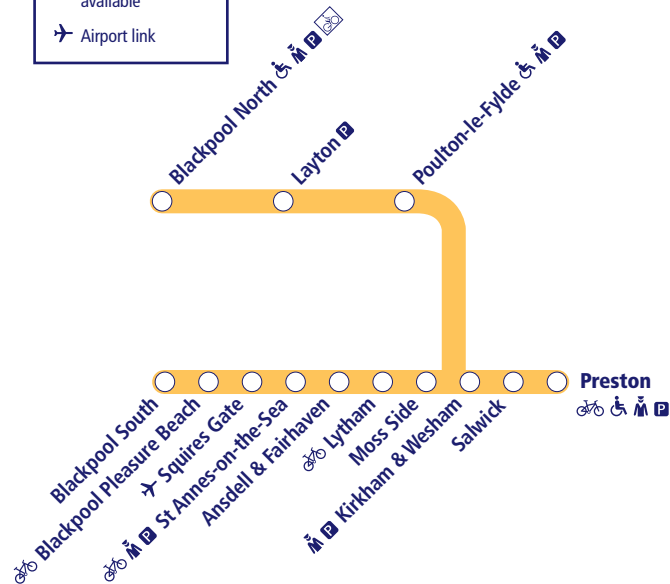 available
Airport link
Blackpool North P
Layton P
Poulton-le-Fylde P
Preston
P
Blackpool South
Blackpool Pleasure Beach
Squires Gate
P St Annes-on-the-Sea
Ansdell & Fairhaven
Lytham
Moss Side
P Kirkham & Wesham
Salwick